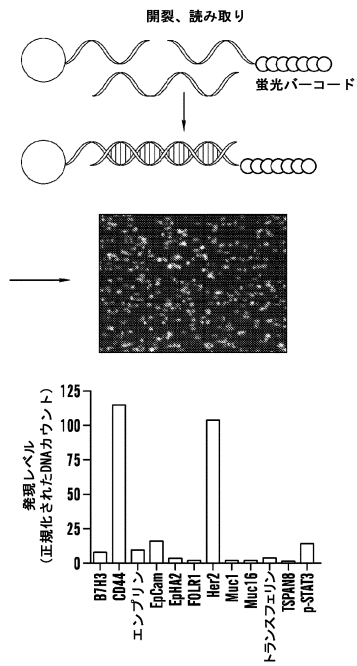 開裂、読み取り
蛍光バーコード
125
100
75
50
25
0
発現レベル
(正規化されたDNAカウント)
B7H3
CD44
エンプリン
EpCam
EpHA2
FOLR1
Her2
Muc1
Muc16
トランスフェリン
TSPAN8
p-STAT3